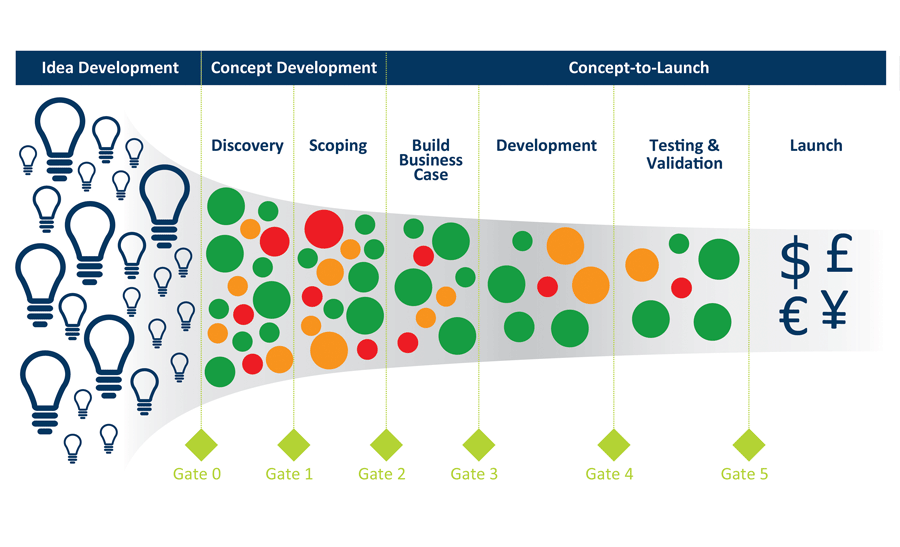 Idea Development
Concept Development
Concept-to-Launch
Discovery
Scoping
Build
Business
Case
Development
Testing &
Validation
Launch
$ £
€ ¥
Gate 0
Gate 1
Gate 2
Gate 3
Gate 4
Gate 5